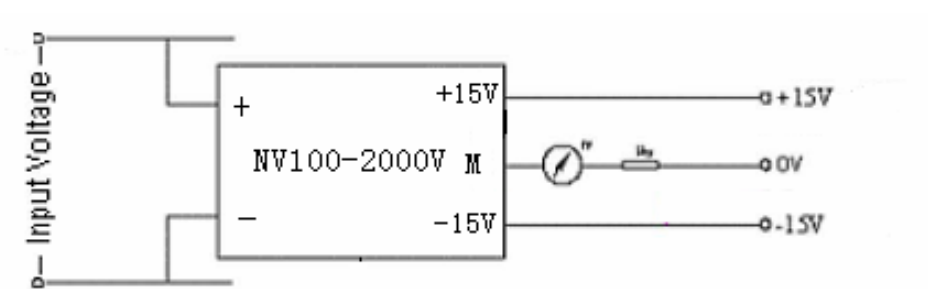 Input Voltage
+
+15V
+15V
NV100-2000V
M
0V
-
-15V
-15V